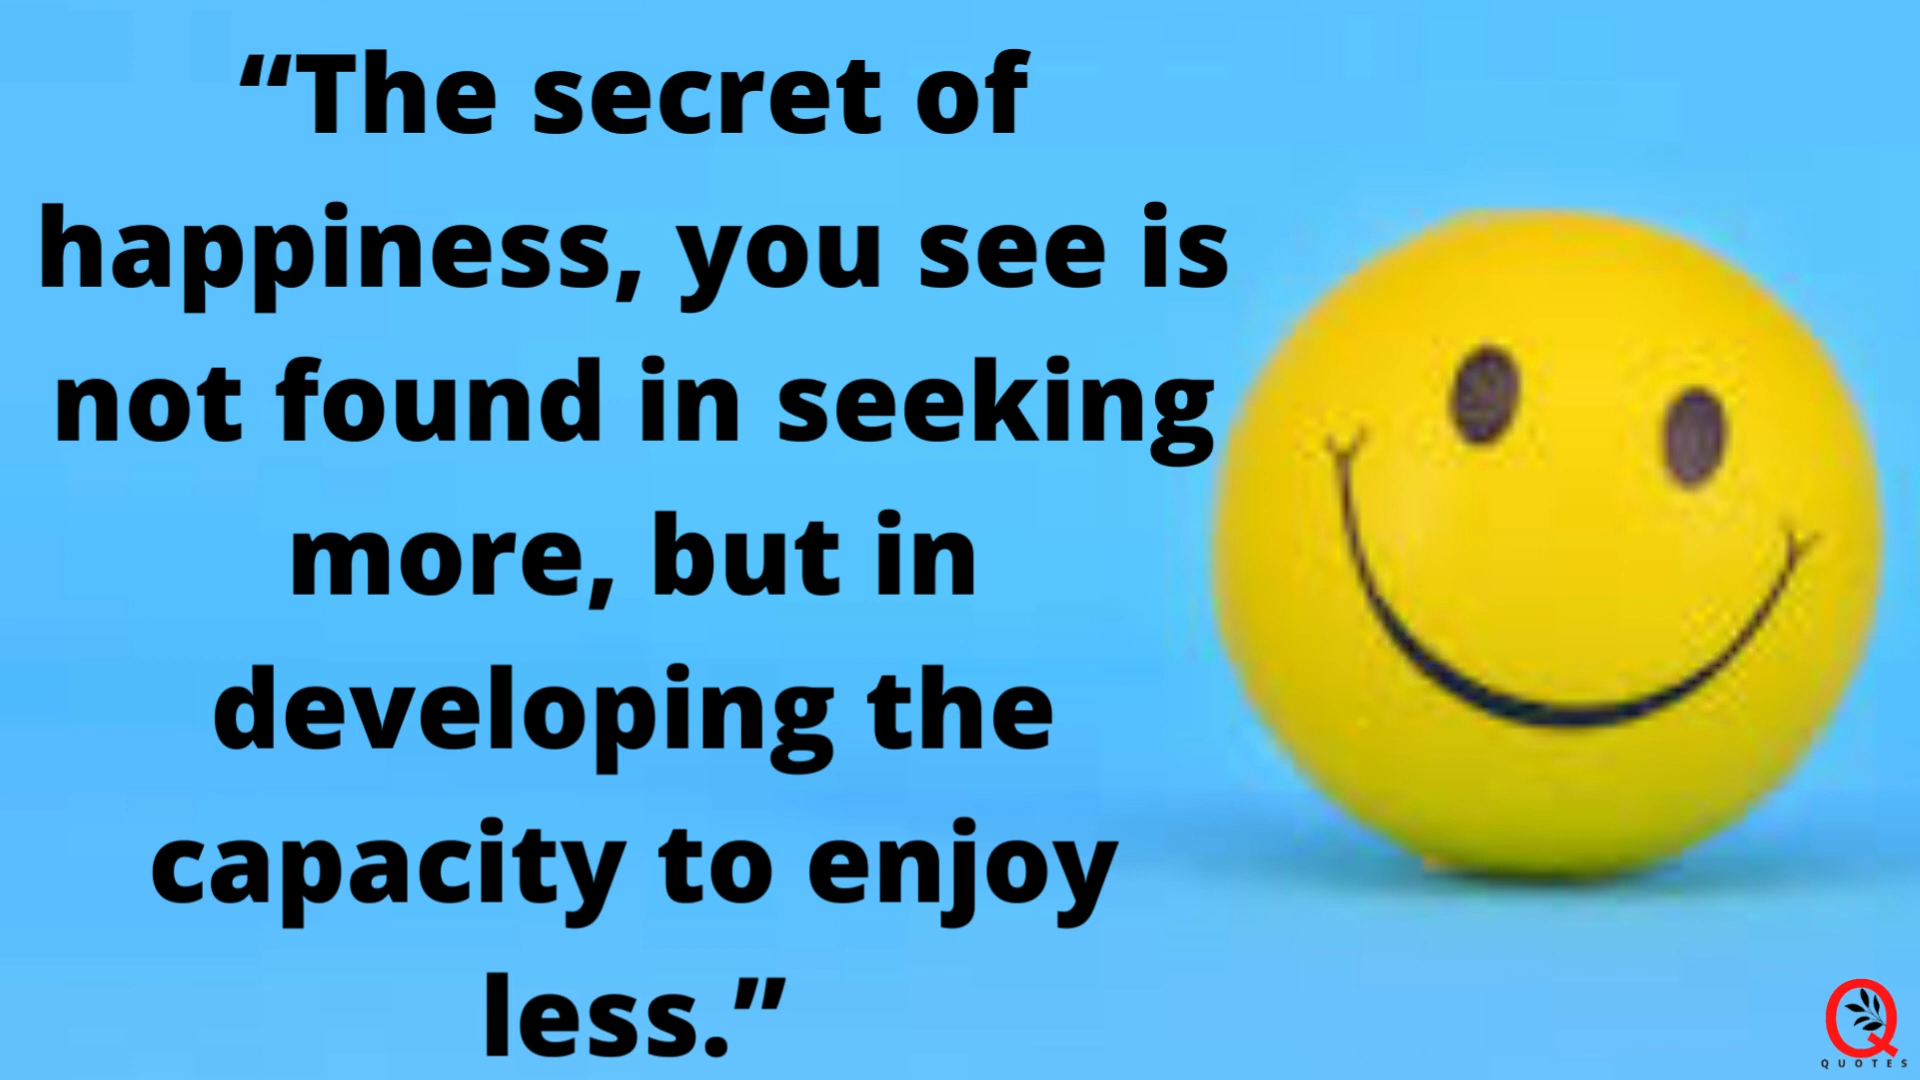 “The secret of
happiness, you see is
not found in seeking
more, but in
developing the
capacity to enjoy
less.”
Q
QUOTES